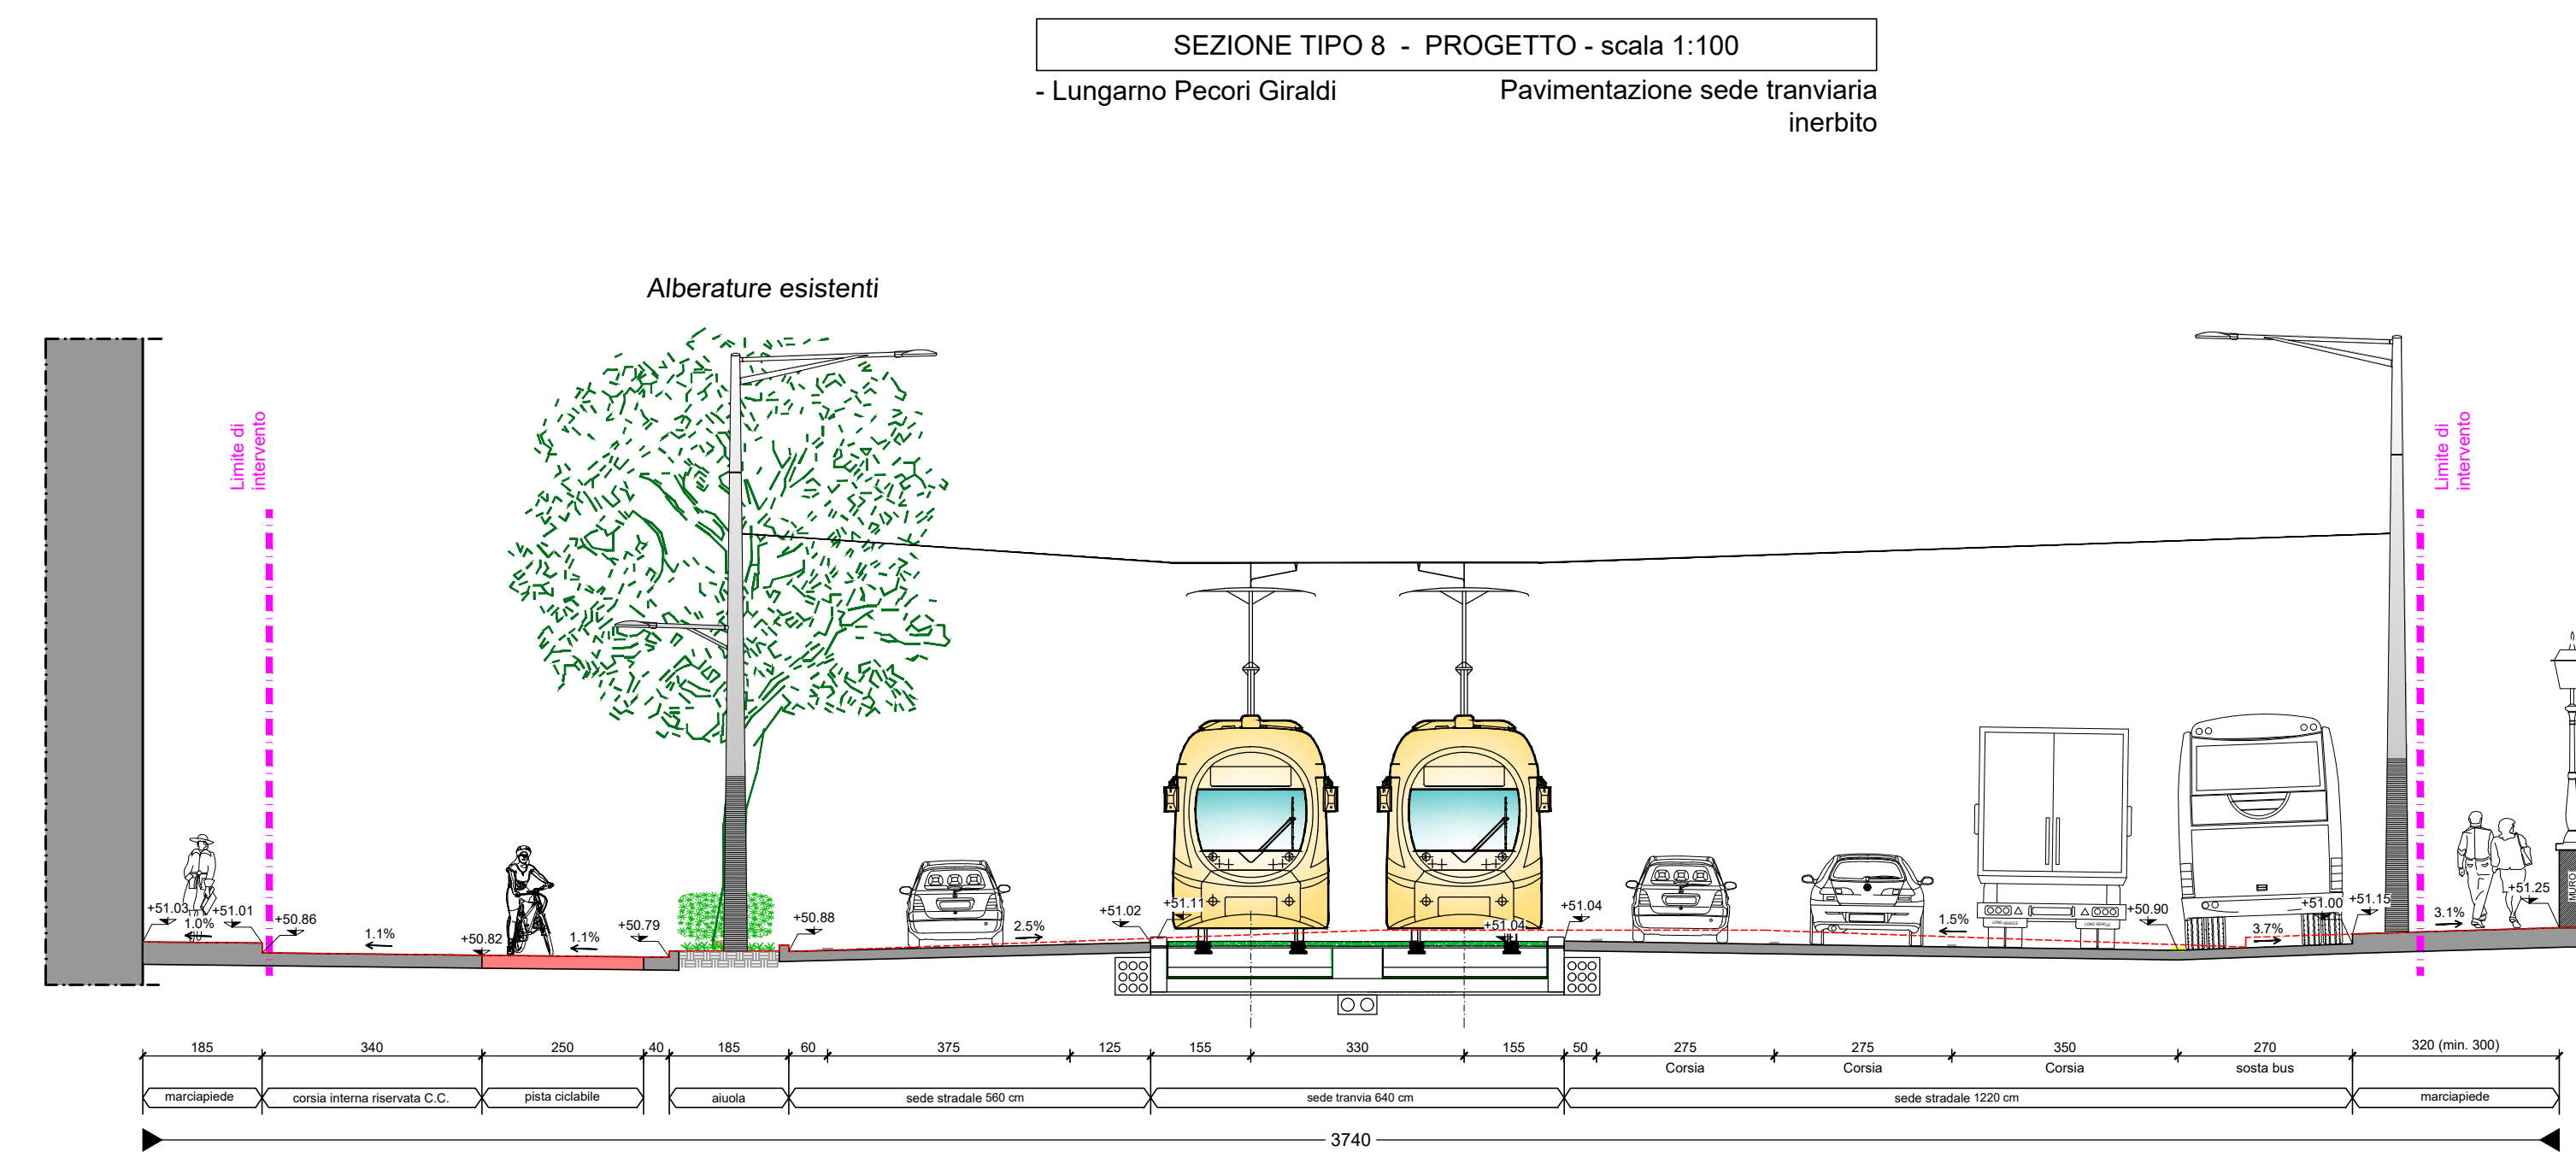 SEZIONE TIPO 8 - PROGETTO - scala 1:100
- Lungarno Pecori Giraldi
Pavimentazione sede tranviaria
inerbito
Alberature esistenti
Limite di
intervento
Limite di
intervento
+51.03
1.0%
+51.01
+50.86
1.1%
+50.82
1.1%
+50.79
+50.88
2.5%
+51.02
+51.11
+51.04
+51.04
1.5%
+50.90
3.7%
+51.00
+51.15
3.1%
+51.25
MURO
LONG VEHICLE
LONG VEHICLE
185 340 250 40 185 60 375 125 155 330 155 50 275 275 350 270 320 (min. 300)
Corsia Corsia Corsia sosta bus
marciapiede corsia interna riservata C.C. pista ciclabile aiuola sede stradale 560 cm sede tranvia 640 cm sede stradale 1220 cm marciapiede
3740